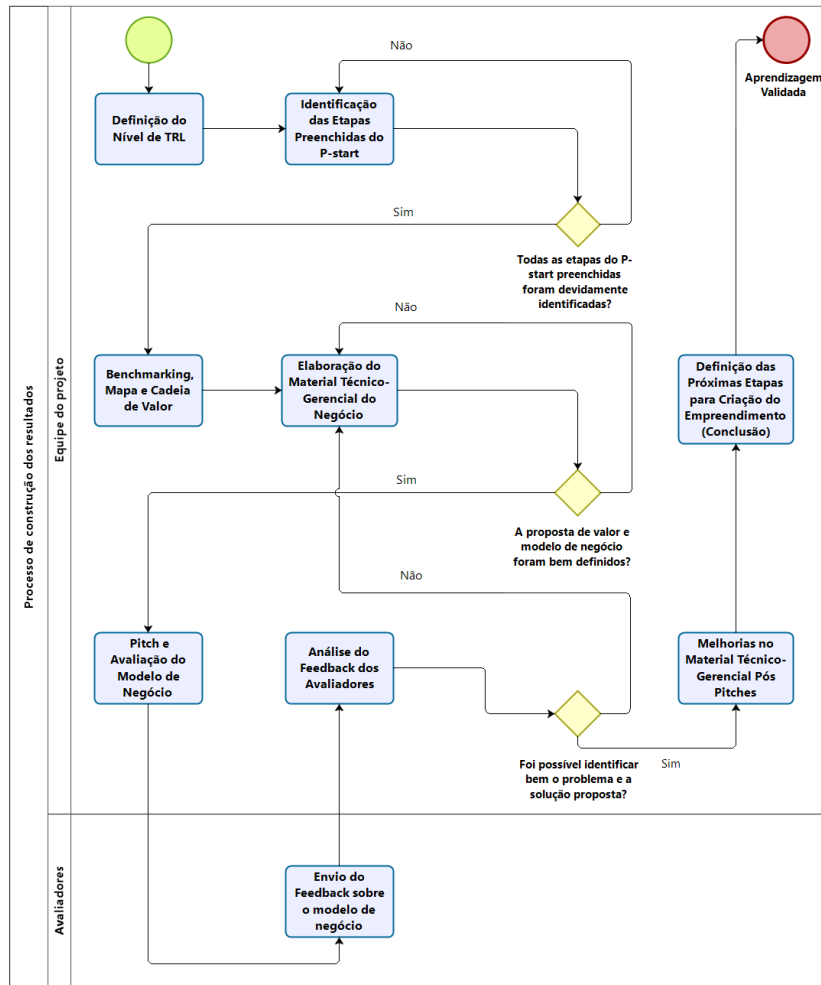 Processo de construção dos resultados
Equipe do projeto
Não
Aprendizagem
Validada
Definição do
Nível de TRL
Identificação
das Etapas
Preenchidas do
P-start
Sim
Todas as etapas do P-
start preenchidas
foram devidamente
identificadas?
Não
Benchmarking,
Mapa e Cadeia
de Valor
Elaboração do
Material Técnico-
Gerencial do
Negócio
Definição das
Próximas Etapas
para Criação do
Empreendimento
(Conclusão)
Sim
A proposta de valor e
modelo de negócio
foram bem definidos?
Não
Pitch e
Avaliação do
Modelo de
Negócio
Análise do
Feedback dos
Avaliadores
Melhorias no
Material Técnico-
Gerencial Pós
Pitches
Foi possível identificar
bem o problema e a
solução proposta?
Sim
Avaliadores
Envio do
Feedback sobre
o modelo de
negócio